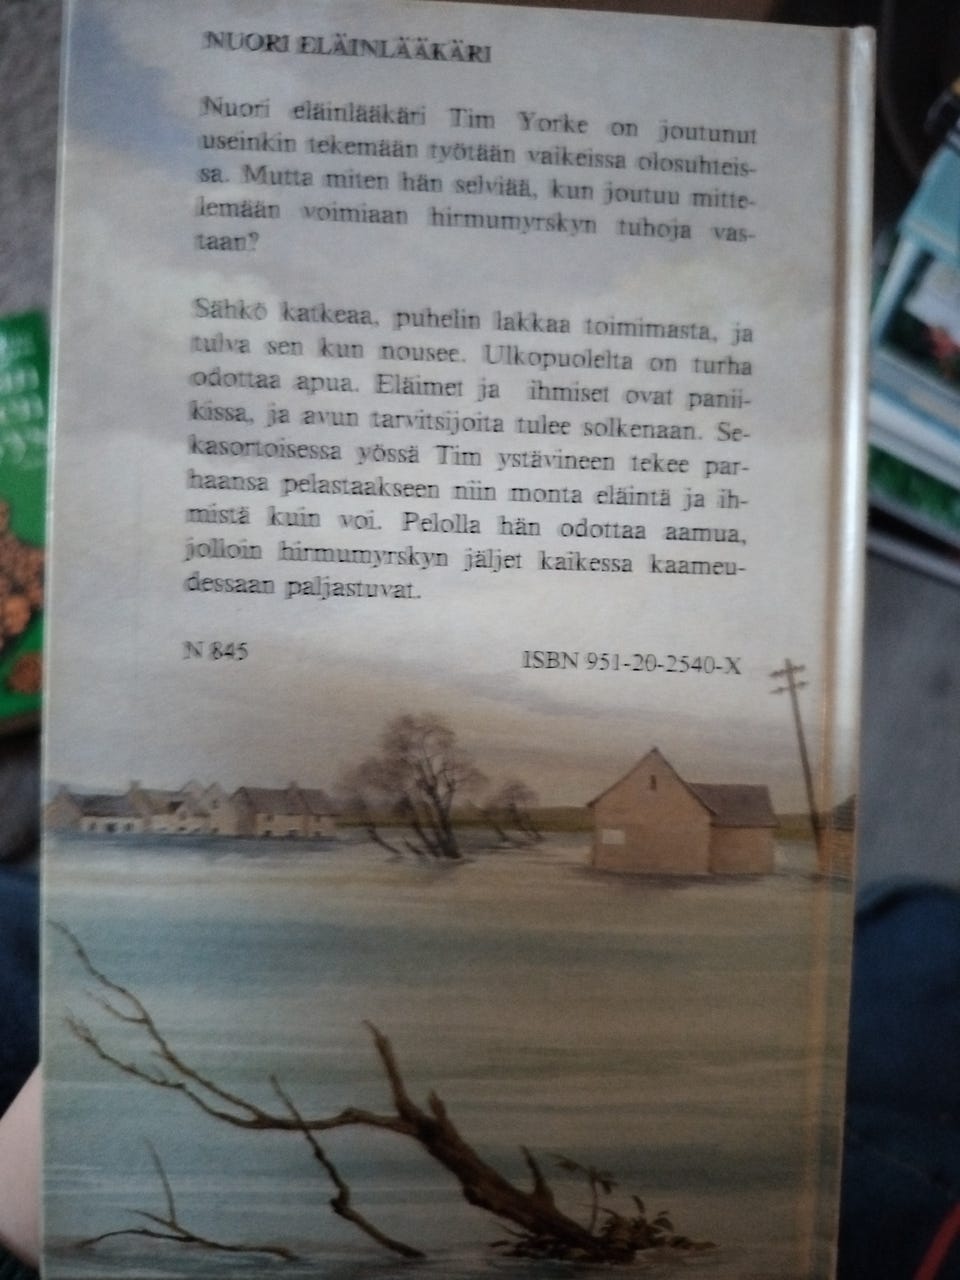 NUORI ELÄINLÄÄKÄRI
Nuori eläinlääkäri Tim Yorke on joutunut
useinkin tekemään työtään vaikeissa olosuhteis-
sa. Mutta miten hän selviää, kun joutuu mitte-
lemään voimiaan hirmumyrskyn tuhoja vas-
taan?
Sähkö katkeaa, puhelin lakkaa toimimasta, ja
tulva sen kun nousee. Ulkopuolelta on turha
odottaa apua. Eläimet ja ihmiset ovat panii-
kissa, ja avun tarvitsijoita tulee solkenaan. Se-
kasortoisessa yössä Tim ystävineen tekee par-
haansa pelastaakseen niin monta eläintä ja ih-
mistä kuin voi. Pelolla hän odottaa aamua,
jolloin hirmumyrskyn jäljet kaikessa kaameu-
dessaan paljastuvat.
N 845 ISBN 951-20-2540-X